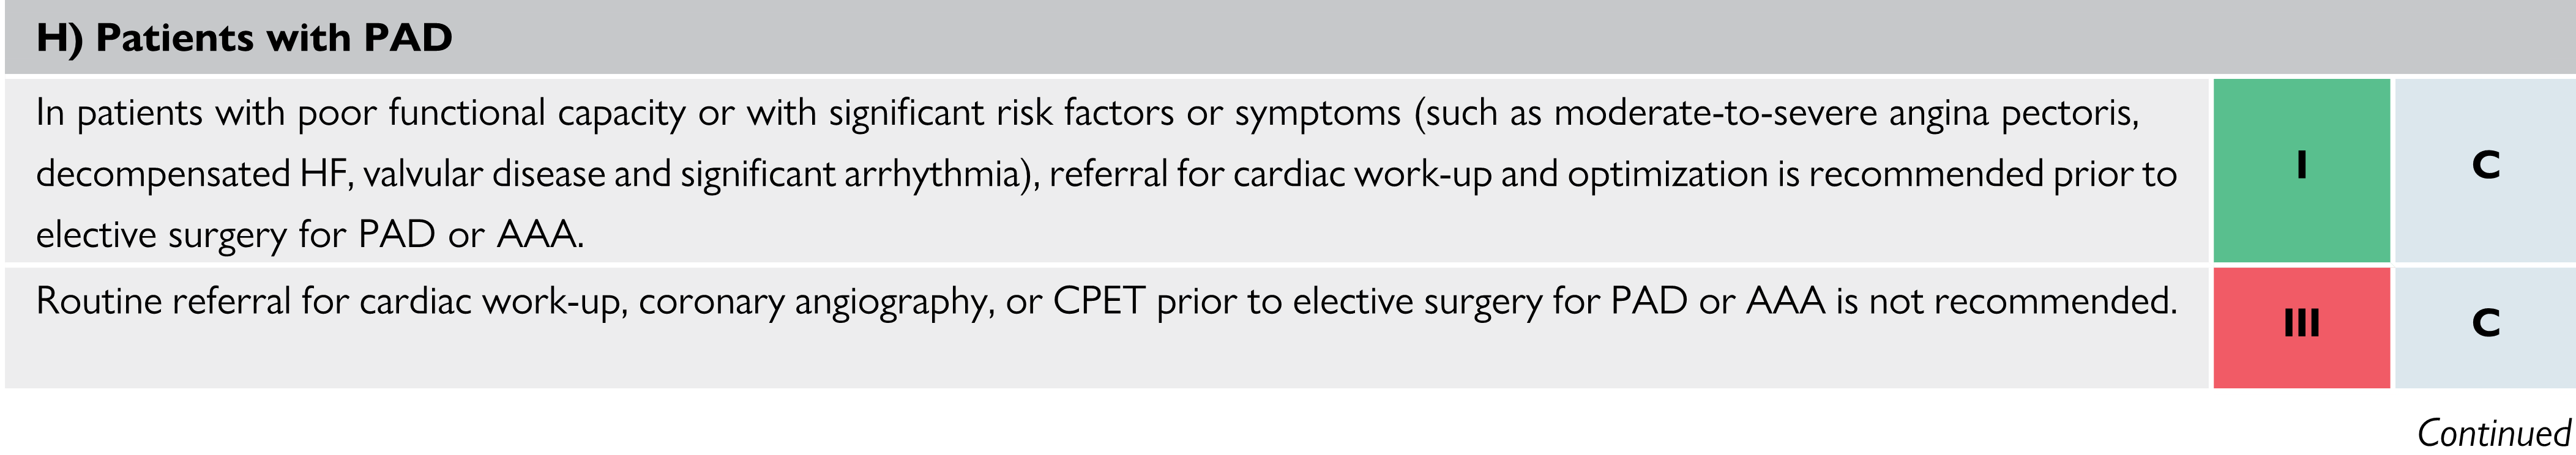 H) Patients with PAD
In patients with poor functional capacity or with significant risk factors or symptoms (such as moderate-to-severe angina pectoris,
decompensated HF, valvular disease and significant arrhythmia), referral for cardiac work-up and optimization is recommended prior to
elective surgery for PAD or AAA.
I
C
Routine referral for cardiac work-up, coronary angiography, or CPET prior to elective surgery for PAD or AAA is not recommended.
III
C
Continued